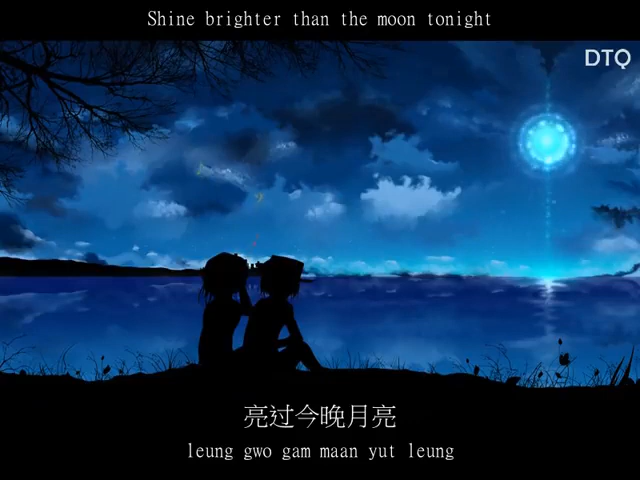 Shine brighter than the moon tonight
DTQ
亮过今晚月亮
leung gwo gam maan yut leung